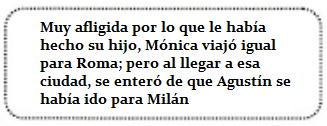 Muy afligida por lo que le había
hecho su hijo, Mónica viajó igual
para Roma; pero al llegar a esa
ciudad, se enteró de que Agustín se
había ido para Milán